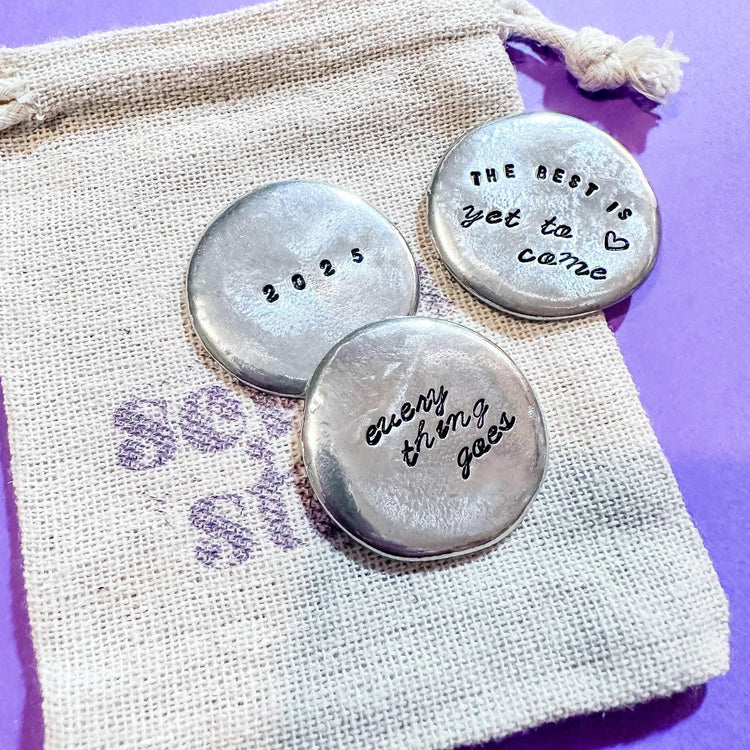 THE BEST IS
yet to
come
2025
every
thing
goes